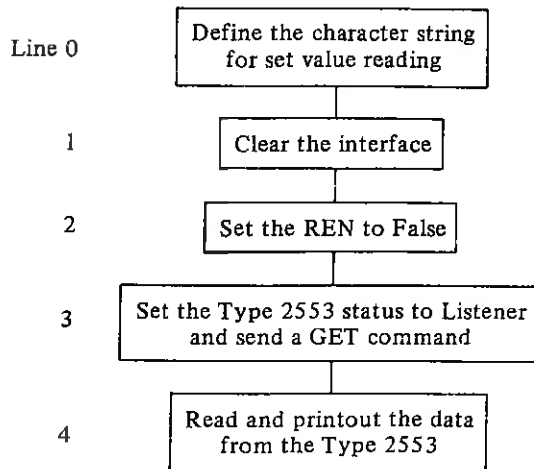 Line 0
Define the character string
for set value reading
1
Clear the interface
2
Set the REN to False
3
Set the Type 2553 status to Listener
and send a GET command
4
Read and printout the data
from the Type 2553